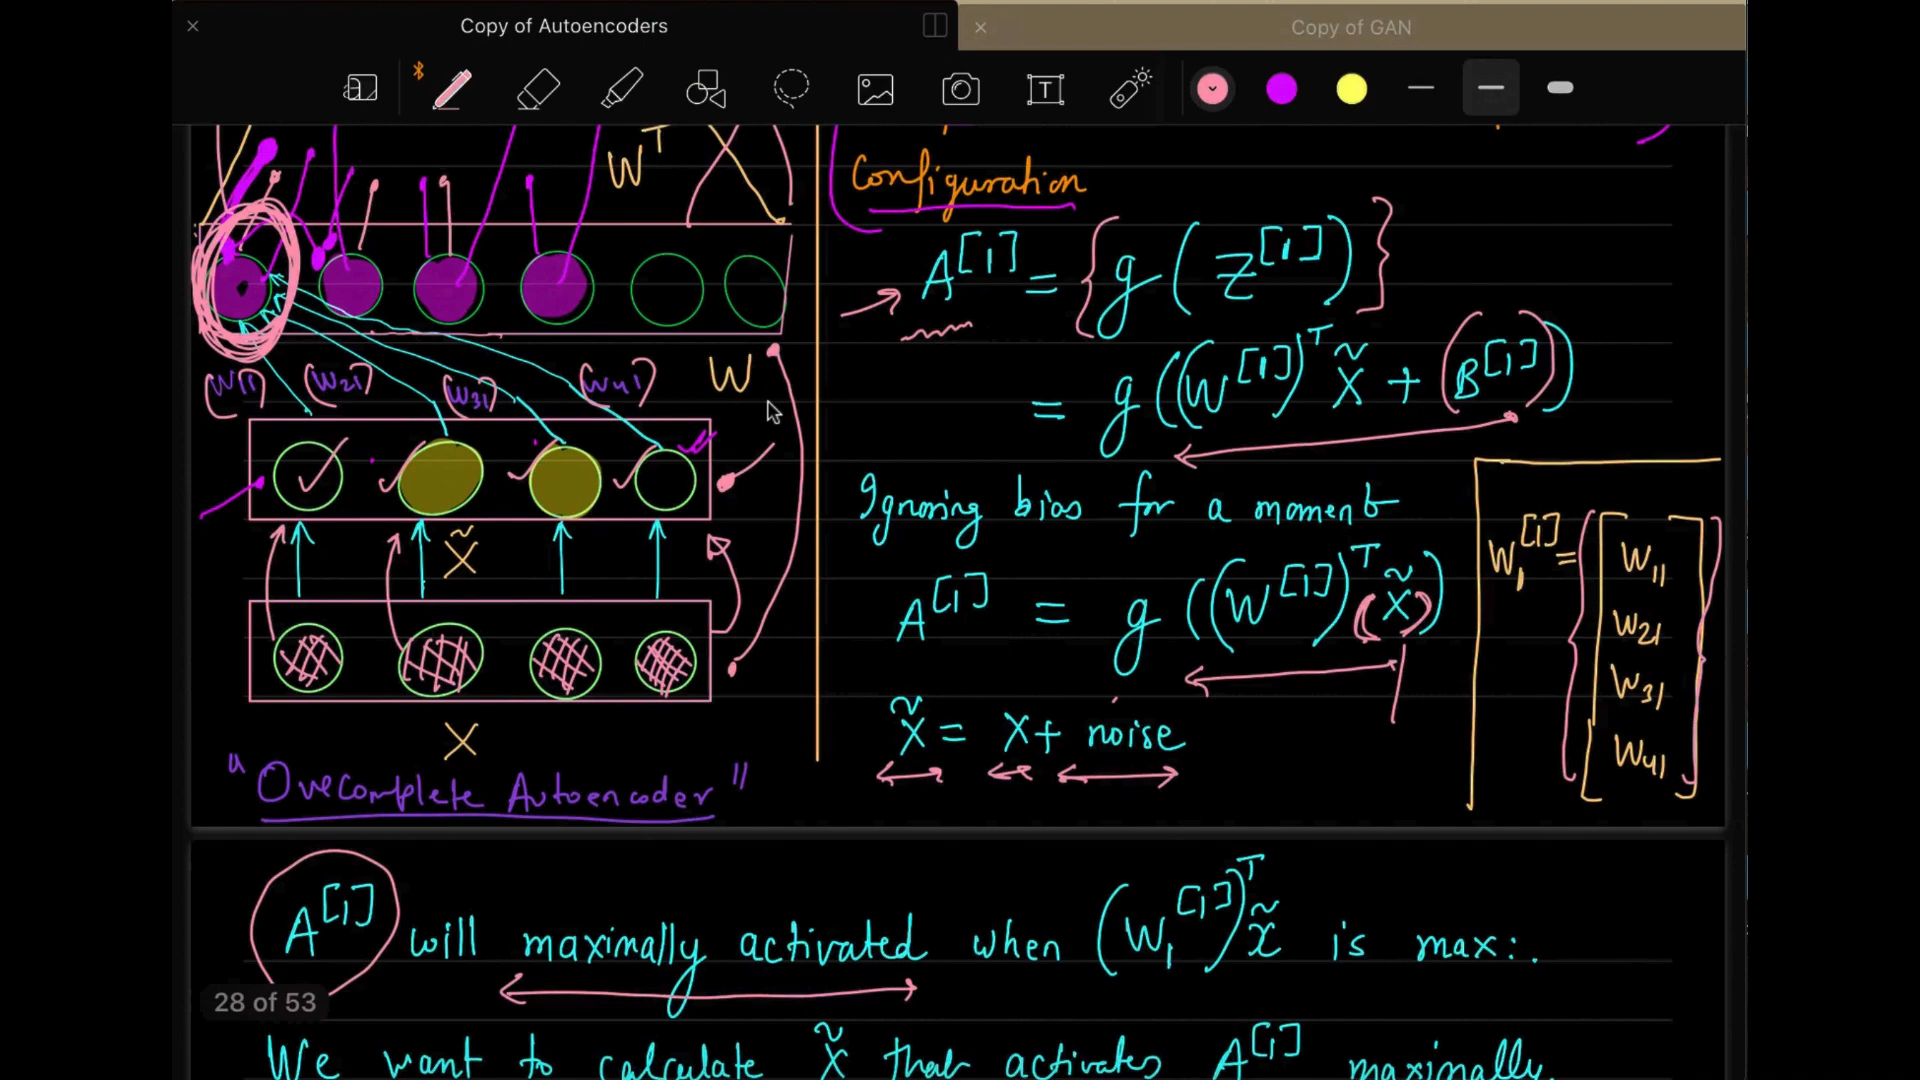 Copy of Autoencoders
Copy of GAN
T
W^T
Configuration
A^[1] = { g ( Z^[1] ) }
= g ( (W^[1])^T X̃ + (B^[1]) )
(W11) (W21) (W31) (W41) W
Ignoring bias for a moment
X̃
A^[1] = g ( (W^[1])^T (X̃) )
X̃ = X + noise
X
W1^[1] =
W11
W21
W31
W41
"Overcomplete Autoencoder"
A^[1] will maximally activated when (W1^[1])^T x̃ is max:.
28 of 53
We want to calculate X̃ that activates A^[1] maximally.